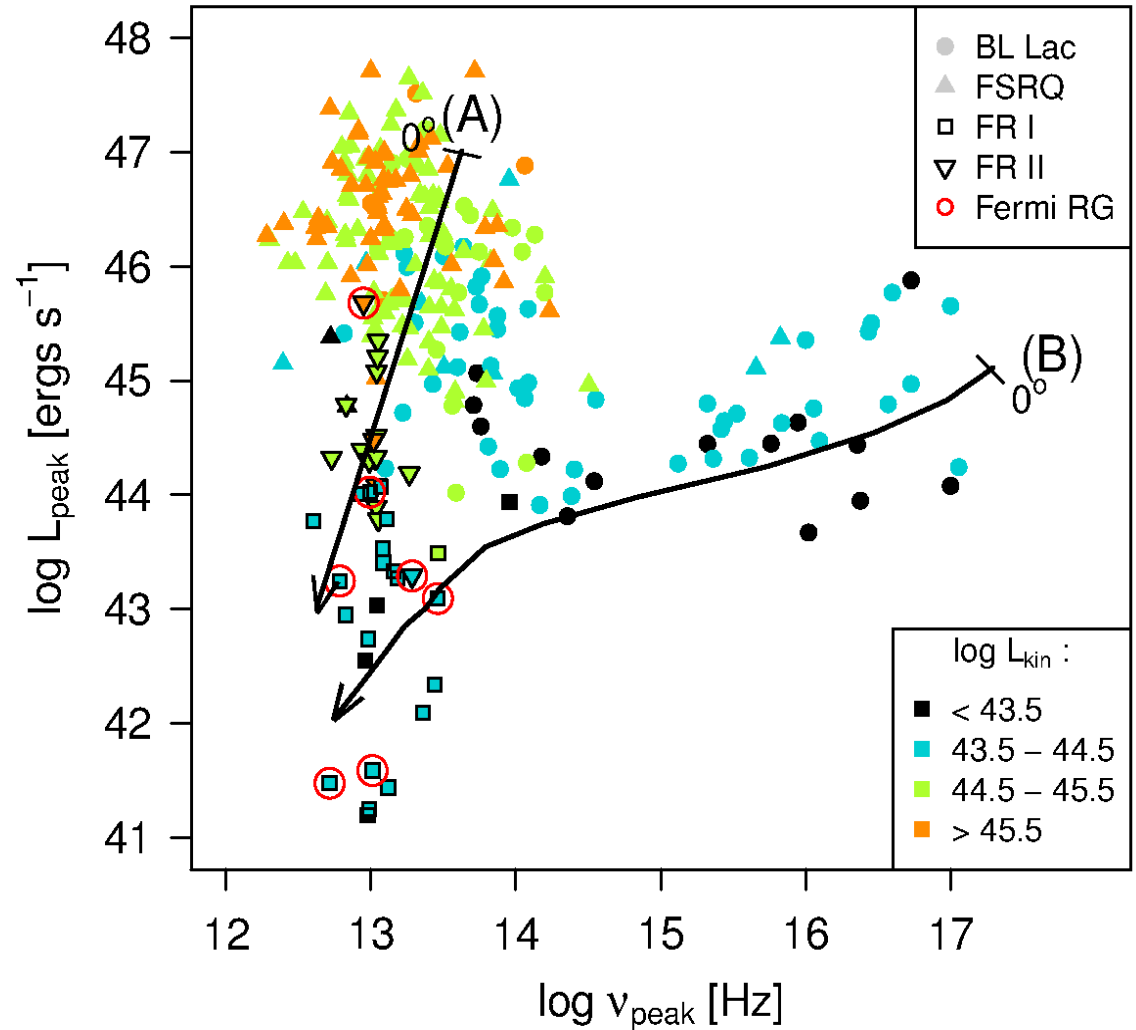 48
47
46
45
44
43
42
41
log L_peak [ergs s⁻¹]
0° (A)
(B)
0°
BL Lac
FSRQ
FR I
FR II
Fermi RG
log L_kin :
< 43.5
43.5 – 44.5
44.5 – 45.5
> 45.5
12 13 14 15 16 17
log ν_peak [Hz]